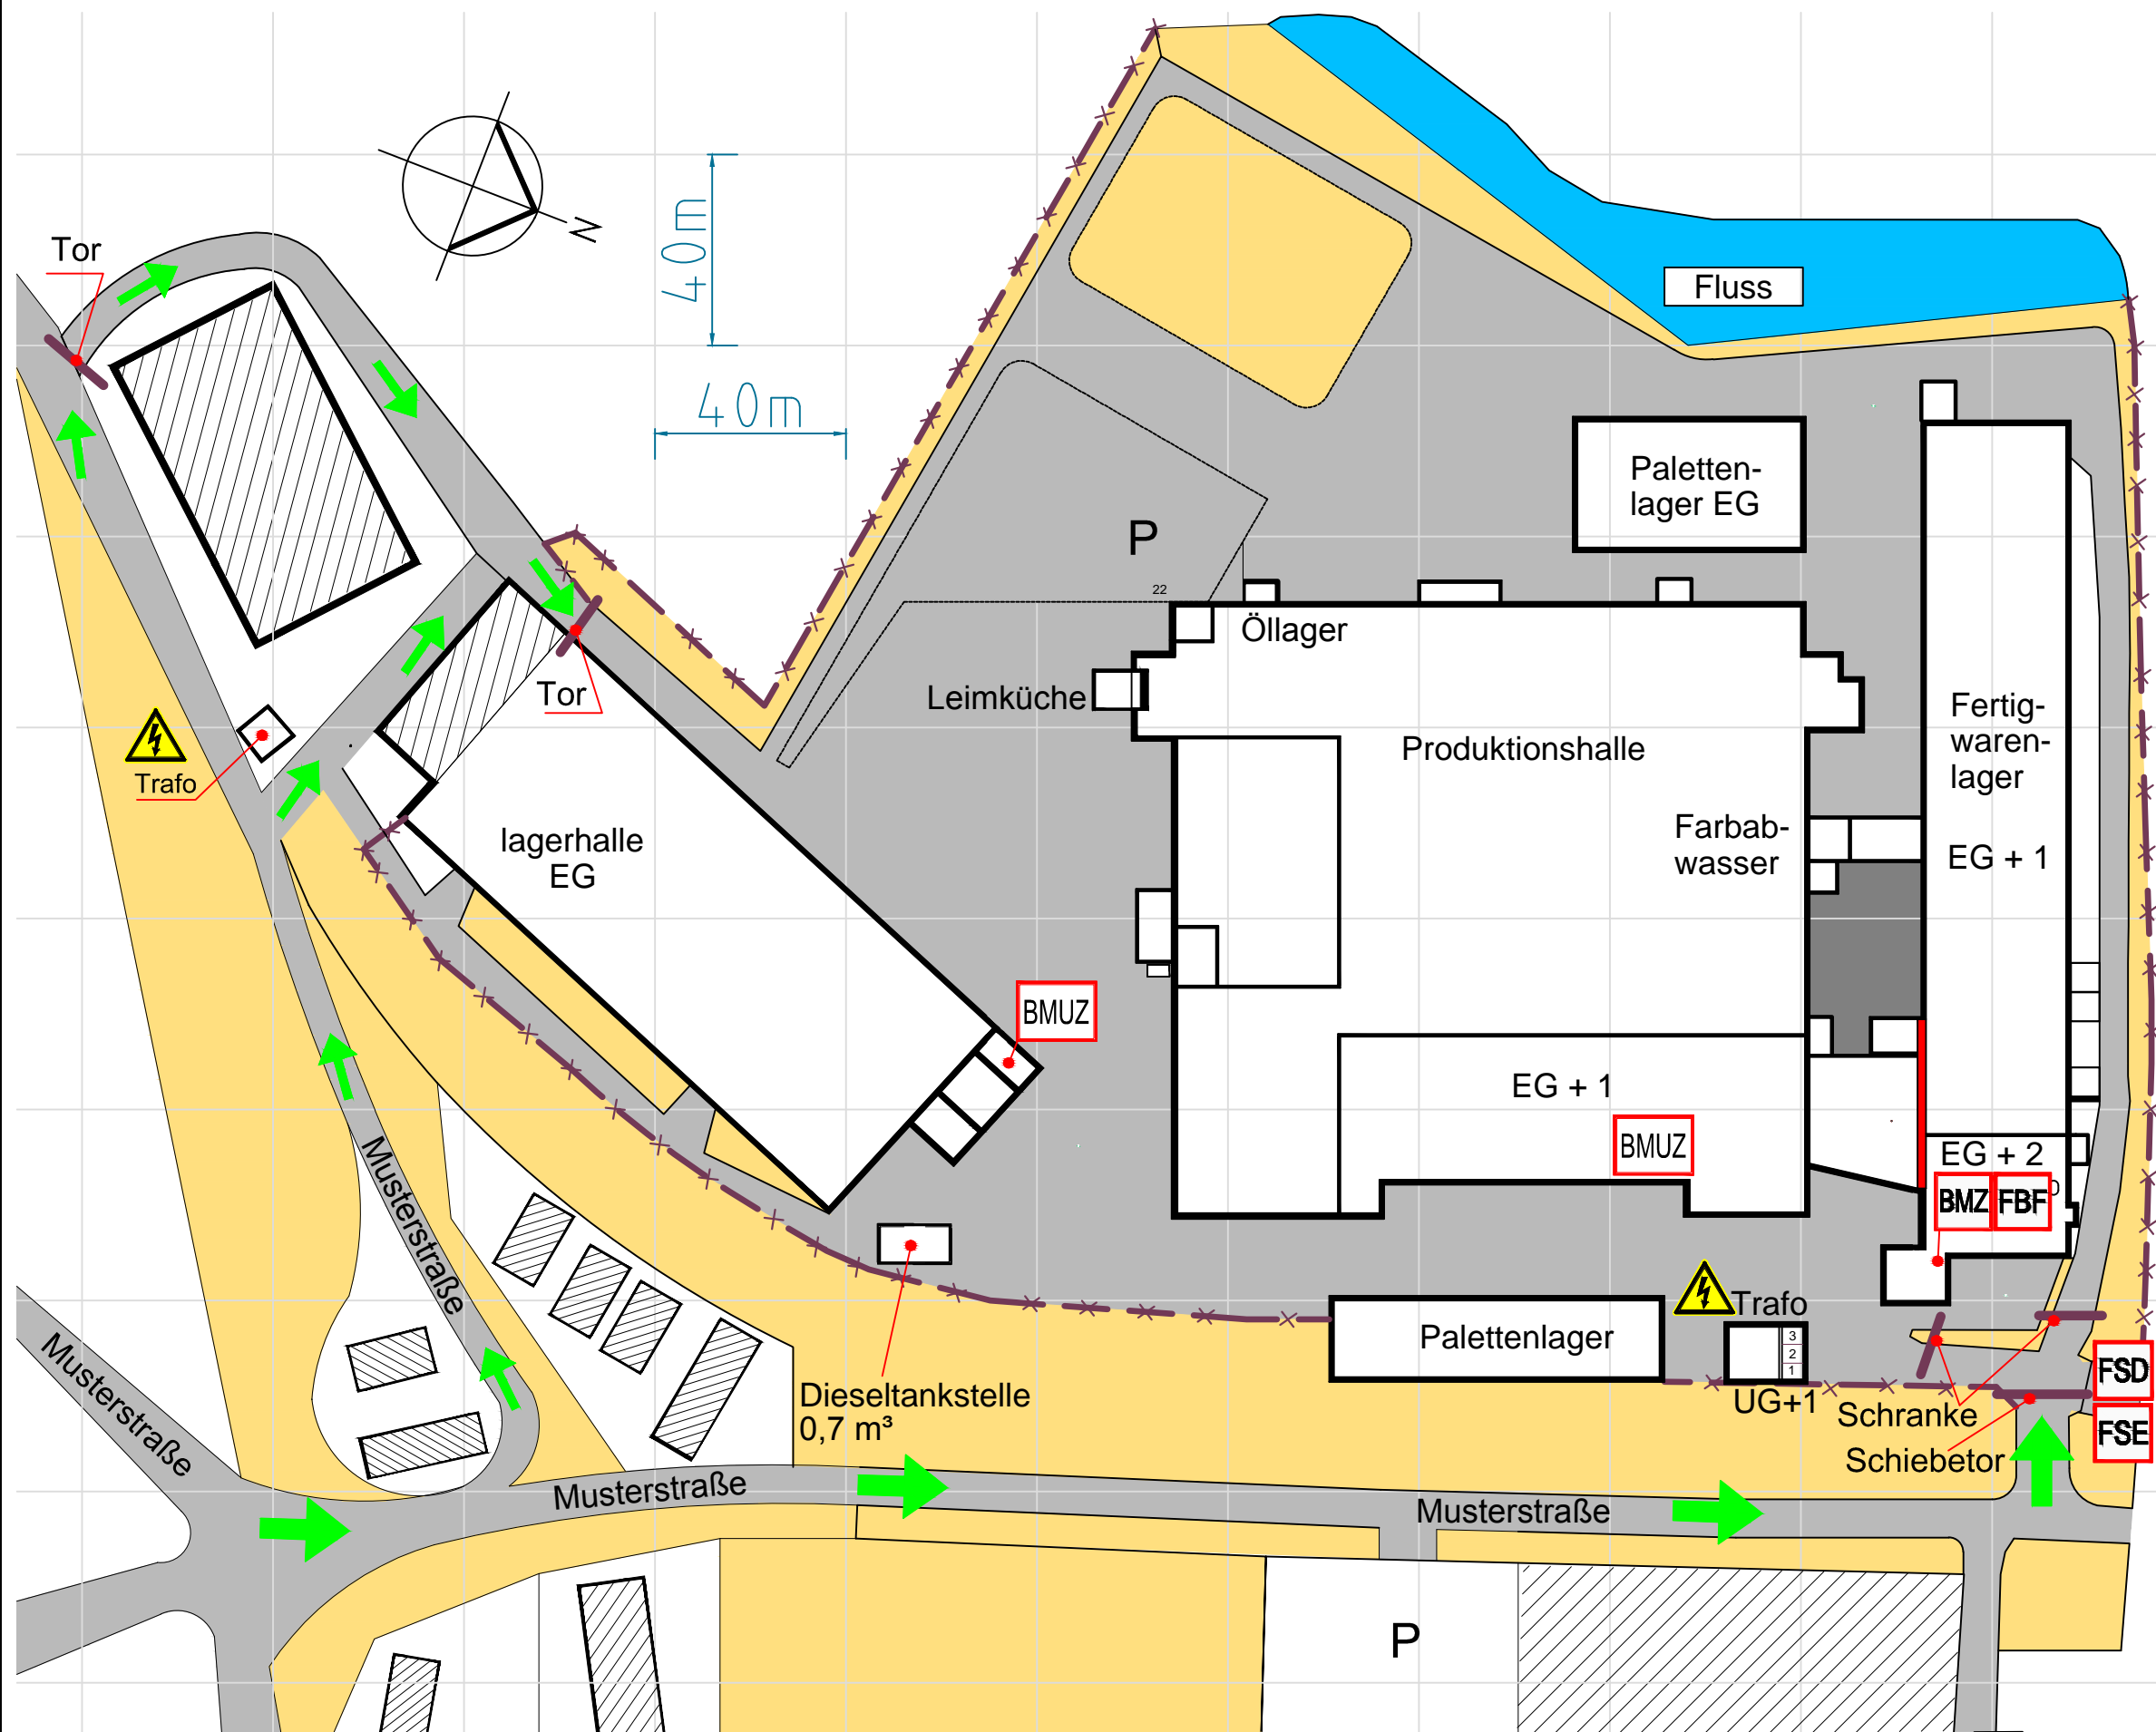 Tor
N
40m
40m
Fluss
Paletten-
lager EG
P
22
Öllager
Leimküche
Tor
Trafo
Produktionshalle
Fertig-
waren-
lager
EG + 1
Farbab-
wasser
lagerhalle
EG
BMUZ
EG + 1
BMUZ
EG + 2
BMZ
FBF
Musterstraße
Musterstraße
Trafo
Palettenlager
3
2
1
UG+1
Schranke
Schiebetor
FSD
FSE
Dieseltankstelle
0,7 m³
Musterstraße
Musterstraße
P